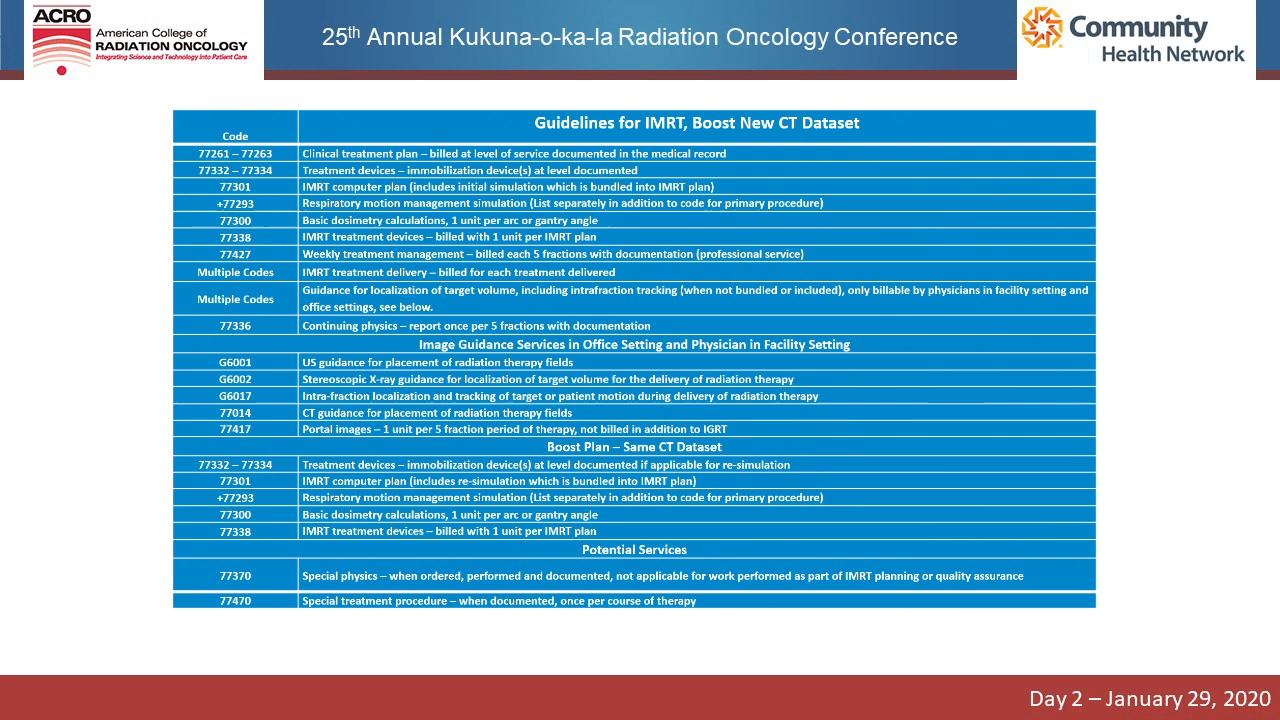 ACRO
American College of
RADIATION ONCOLOGY
Integrating Science and Technology Into Patient Care
25th Annual Kukuna-o-ka-la Radiation Oncology Conference
Community
Health Network
Code Guidelines for IMRT, Boost New CT Dataset
77261 – 77263 Clinical treatment plan – billed at level of service documented in the medical record
77332 – 77334 Treatment devices – immobilization device(s) at level documented
77301 IMRT computer plan (includes initial simulation which is bundled into IMRT plan)
+77293 Respiratory motion management simulation (List separately in addition to code for primary procedure)
77300 Basic dosimetry calculations, 1 unit per arc or gantry angle
77338 IMRT treatment devices – billed with 1 unit per IMRT plan
77427 Weekly treatment management – billed each 5 fractions with documentation (professional service)
Multiple Codes IMRT treatment delivery – billed for each treatment delivered
Multiple Codes Guidance for localization of target volume, including intrafraction tracking (when not bundled or included), only billable by physicians in facility setting and
office settings, see below.
77336 Continuing physics – report once per 5 fractions with documentation
Image Guidance Services in Office Setting and Physician in Facility Setting
G6001 US guidance for placement of radiation therapy fields
G6002 Stereoscopic X-ray guidance for localization of target volume for the delivery of radiation therapy
G6017 Intra-fraction localization and tracking of target or patient motion during delivery of radiation therapy
77014 CT guidance for placement of radiation therapy fields
77417 Portal images – 1 unit per 5 fraction period of therapy, not billed in addition to IGRT
Boost Plan – Same CT Dataset
77332 – 77334 Treatment devices – immobilization device(s) at level documented if applicable for re-simulation
77301 IMRT computer plan (includes re-simulation which is bundled into IMRT plan)
+77293 Respiratory motion management simulation (List separately in addition to code for primary procedure)
77300 Basic dosimetry calculations, 1 unit per arc or gantry angle
77338 IMRT treatment devices – billed with 1 unit per IMRT plan
Potential Services
77370 Special physics – when ordered, performed and documented, not applicable for work performed as part of IMRT planning or quality assurance
77470 Special treatment procedure – when documented, once per course of therapy
Day 2 – January 29, 2020